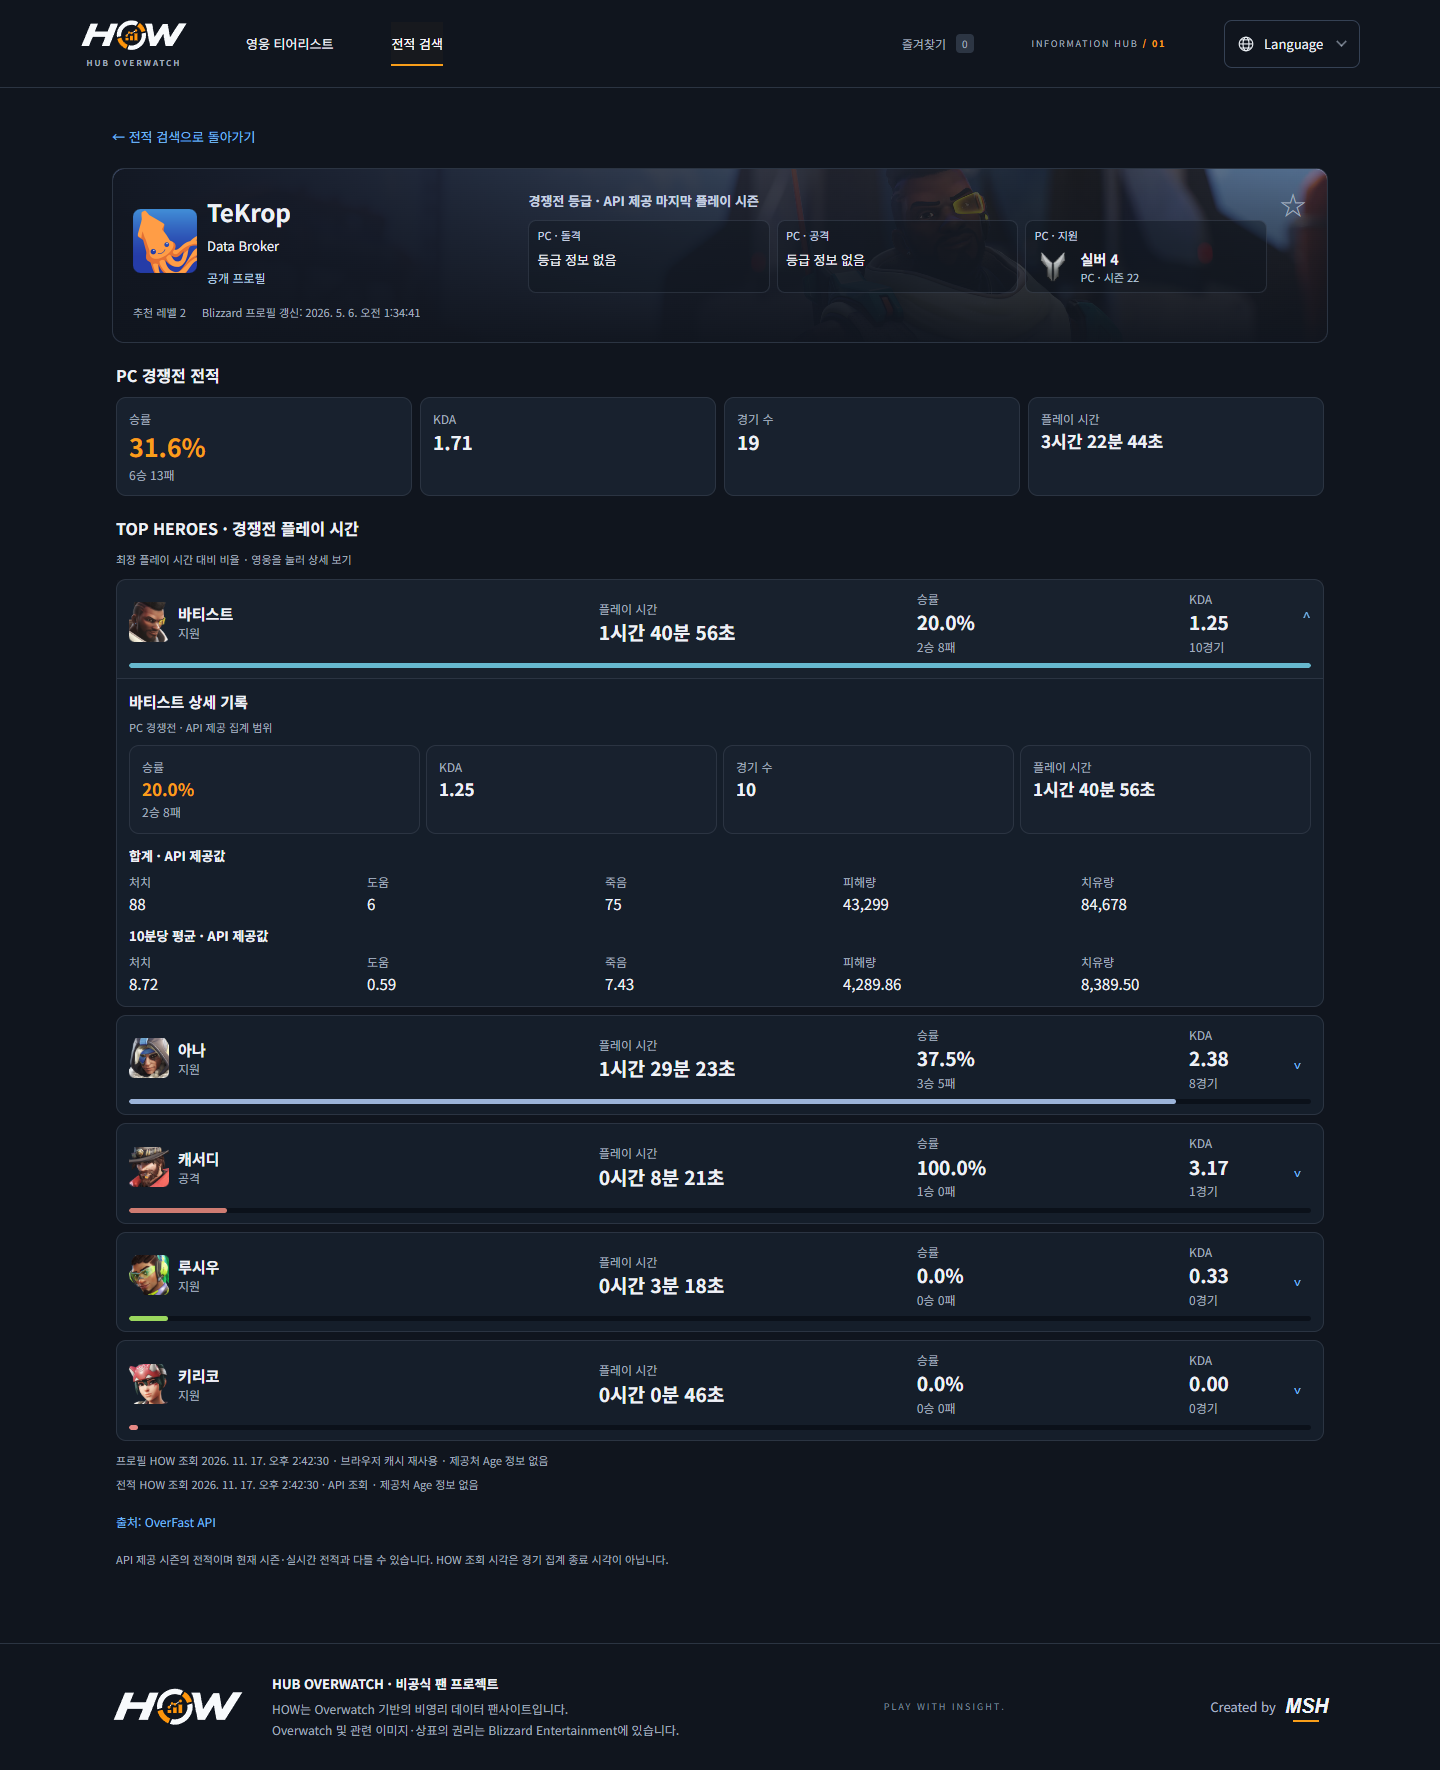 HOW
HUB OVERWATCH
영웅 티어리스트
전적 검색
즐겨찾기 0
INFORMATION HUB / 01
Language
← 전적 검색으로 돌아가기
TeKrop
Data Broker
공개 프로필
추천 레벨 2
Blizzard 프로필 갱신: 2026. 5. 6. 오전 1:34:41
경쟁전 등급 · API 제공 마지막 플레이 시즌
PC · 돌격
등급 정보 없음
PC · 공격
등급 정보 없음
PC · 지원
실버 4
PC · 시즌 22
PC 경쟁전 전적
승률
31.6%
6승 13패
KDA
1.71
경기 수
19
플레이 시간
3시간 22분 44초
TOP HEROES · 경쟁전 플레이 시간
최장 플레이 시간 대비 비율 · 영웅을 눌러 상세 보기
바티스트
지원
플레이 시간
1시간 40분 56초
승률
20.0%
2승 8패
KDA
1.25
10경기
바티스트 상세 기록
PC 경쟁전 · API 제공 집계 범위
승률
20.0%
2승 8패
KDA
1.25
경기 수
10
플레이 시간
1시간 40분 56초
합계 · API 제공값
처치 도움 죽음 피해량 치유량
88 6 75 43,299 84,678
10분당 평균 · API 제공값
처치 도움 죽음 피해량 치유량
8.72 0.59 7.43 4,289.86 8,389.50
아나
지원
플레이 시간
1시간 29분 23초
승률
37.5%
3승 5패
KDA
2.38
8경기
캐서디
공격
플레이 시간
0시간 8분 21초
승률
100.0%
1승 0패
KDA
3.17
1경기
루시우
지원
플레이 시간
0시간 3분 18초
승률
0.0%
0승 0패
KDA
0.33
0경기
키리코
지원
플레이 시간
0시간 0분 46초
승률
0.0%
0승 0패
KDA
0.00
0경기
프로필 HOW 조회 2026. 11. 17. 오후 2:42:30 · 브라우저 캐시 재사용 · 제공처 Age 정보 없음
전적 HOW 조회 2026. 11. 17. 오후 2:42:30 · API 조회 · 제공처 Age 정보 없음
출처: OverFast API
API 제공 시즌의 전적이며 현재 시즌·실시간 전적과 다를 수 있습니다. HOW 조회 시각은 경기 집계 종료 시각이 아닙니다.
HOW
HUB OVERWATCH · 비공식 팬 프로젝트
HOW는 Overwatch 기반의 비영리 데이터 팬사이트입니다.
Overwatch 및 관련 이미지·상표의 권리는 Blizzard Entertainment에 있습니다.
PLAY WITH INSIGHT.
Created by MSH